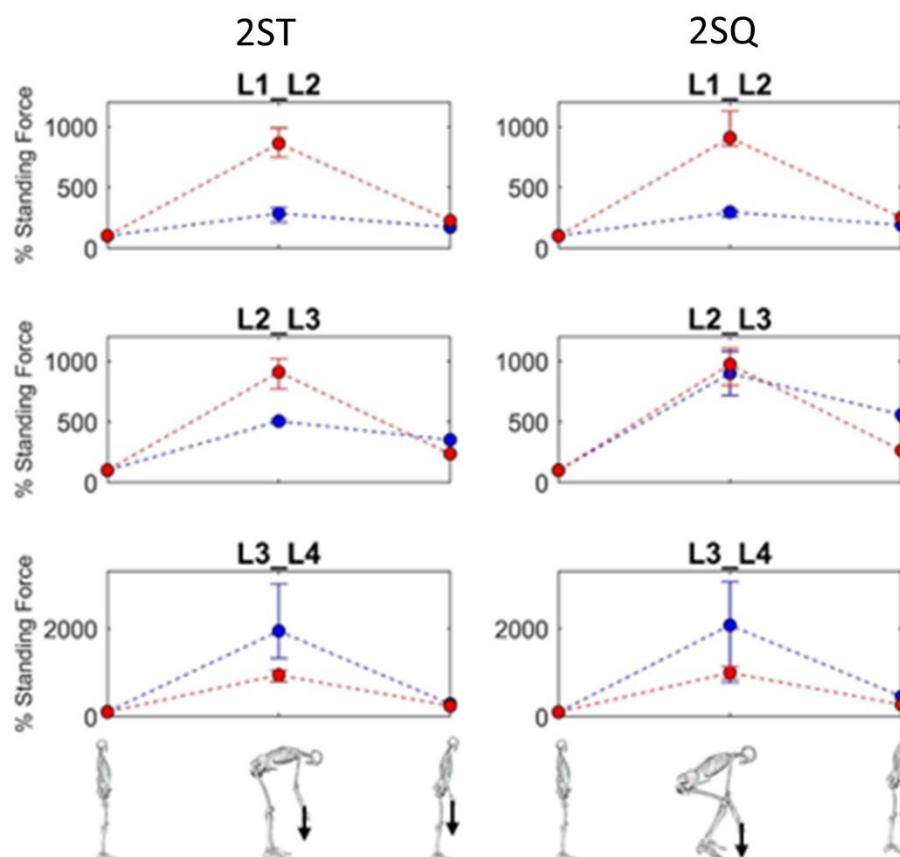 2ST
2SQ
L1_L2
L1_L2
% Standing Force
1000
500
0
1000
500
0
L2_L3
L2_L3
% Standing Force
1000
500
0
1000
500
0
L3_L4
L3_L4
% Standing Force
2000
0
2000
0